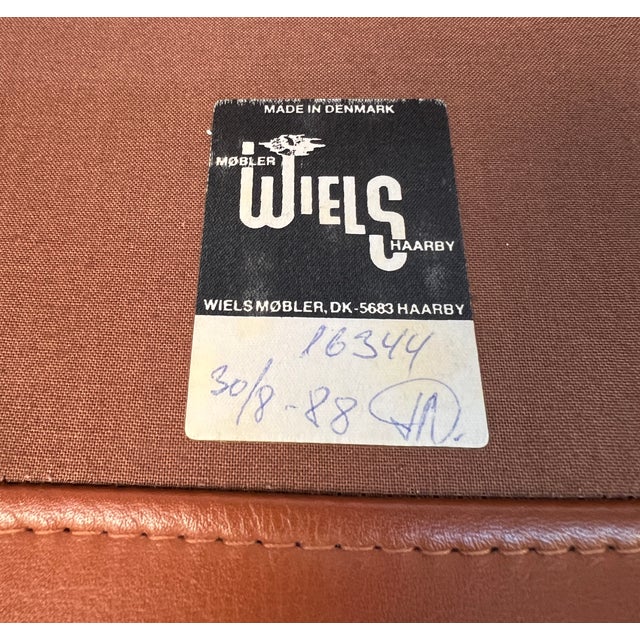 MADE IN DENMARK
MØBLER
WIELS
HAARBY
WIELS MØBLER, DK-5683 HAARBY
16344
30/8-88